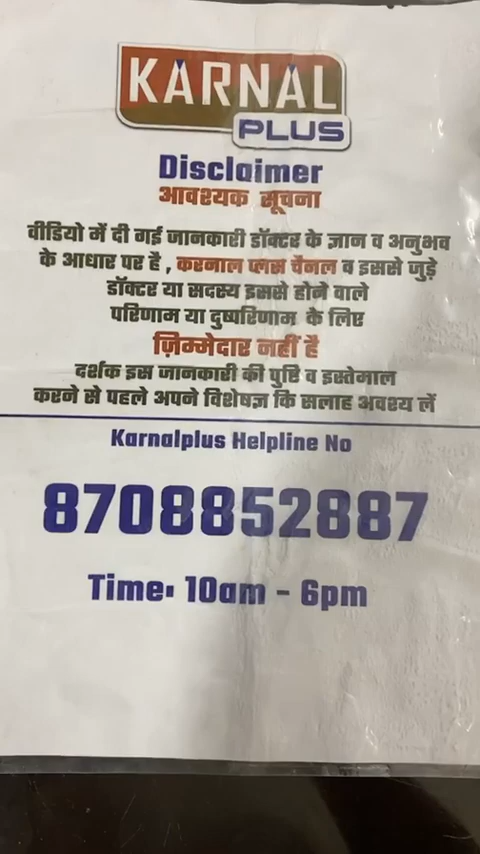 KARNAL
PLUS
Disclaimer
आवश्यक सूचना
वीडियो में दी गई जानकारी डॉक्टर के ज्ञान व अनुभव
के आधार पर है , करनाल प्लस चैनल व इससे जुड़े
डॉक्टर या सदस्य इससे होने वाले
परिणाम या दुष्परिणाम के लिए
ज़िम्मेदार नहीं है
दर्शक इस जानकारी की पुष्टि व इस्तेमाल
करने से पहले अपने विशेषज्ञ कि सलाह अवश्य लें
Karnalplus Helpline No
8708852887
Time: 10am - 6pm